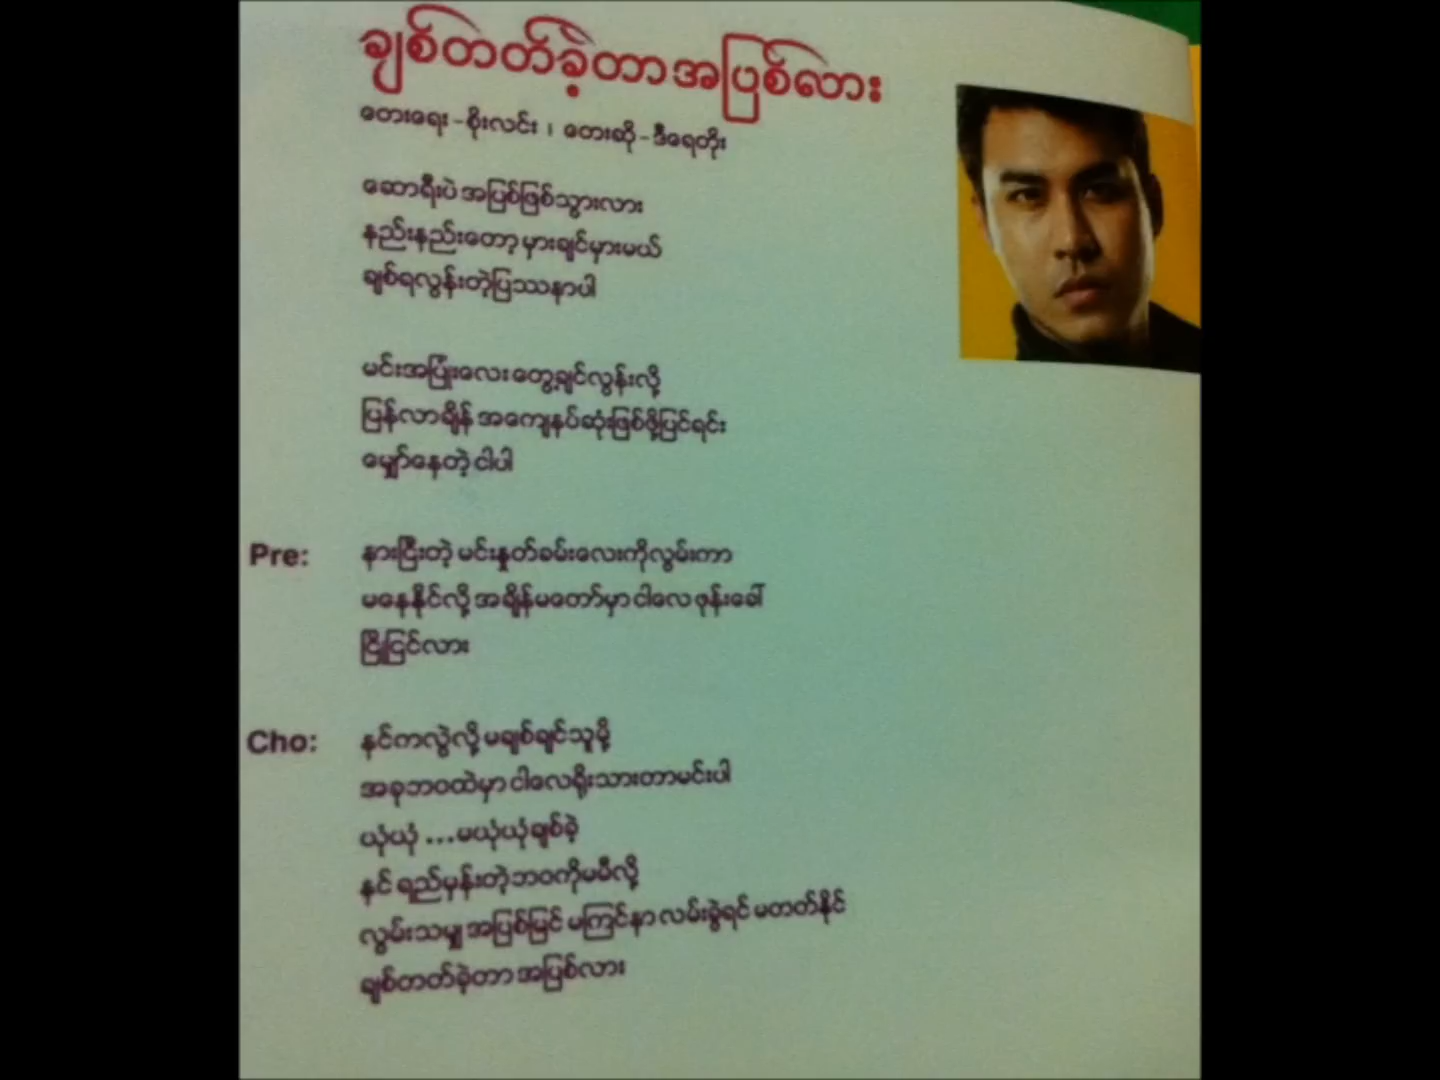 ချစ်တတ်ခဲ့တာအပြစ်လား
တေးရေး - စိုးလင်း ၊ တေးဆို - ဒီရေတိုး
ဆောရီးပဲ အပြစ်ဖြစ်သွားလား
နည်းနည်းတော့ မှားချင်မှားမယ်
ချစ်ရလွန်းတဲ့ပြဿနာပါ
မင်းအပြုံးလေး တွေ့ချင်လွန်းလို့
ပြန်လာချိန် အကျေနပ်ဆုံးဖြစ်ဖို့ပြင်ရင်း
မျှော်နေတဲ့ ငါပါ
Pre: နားငြီးတဲ့ မင်းနှုတ်ခမ်းလေးကိုလွမ်းကာ
မနေနိုင်လို့ အချိန်မတော်မှာ ငါလေ ဖုန်းခေါ်
ငြိုငြင်လား
Cho: နင်ကလွဲလို့ မချစ်ချင်သူမို့
အခုဘဝထဲမှာ ငါလေရိုးသားတာမင်းပါ
ယုံယုံ ...မယုံယုံချစ်ခဲ့
နင် ရည်မှန်းတဲ့ဘဝကိုမမီလို့
လွမ်းသမျှ အပြစ်မြင် မကြင်နာ လမ်းခွဲရင် မတတ်နိုင်
ချစ်တတ်ခဲ့တာ အပြစ်လား